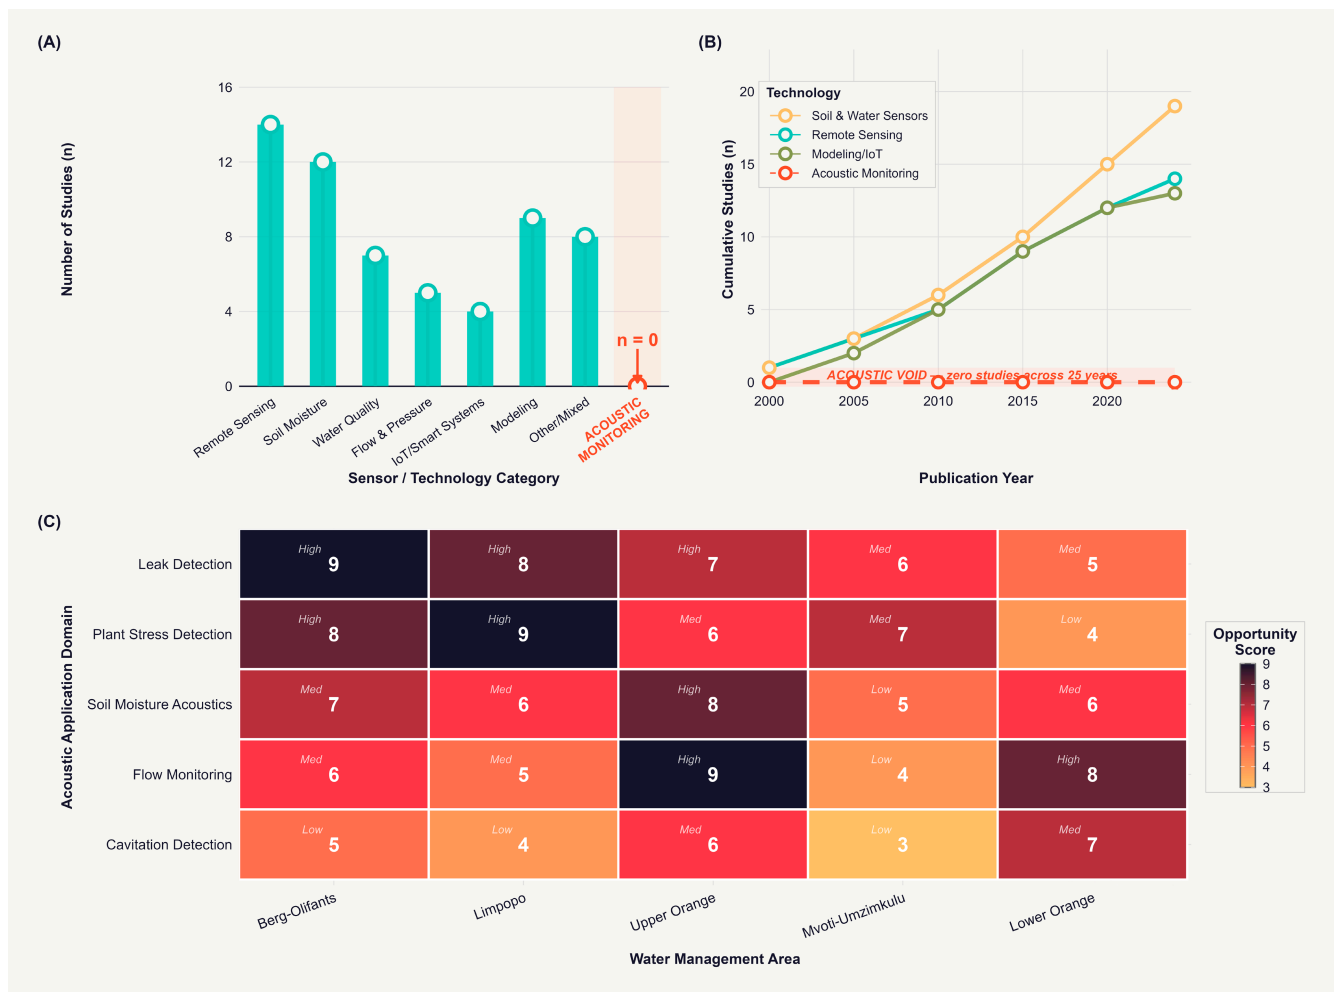 (A)
Number of Studies (n)
16
12
8
4
0
n = 0
Remote Sensing
Soil Moisture
Water Quality
Flow & Pressure
IoT/Smart Systems
Modeling
Other/Mixed
ACOUSTIC
MONITORING
Sensor / Technology Category
(B)
Cumulative Studies (n)
20
15
10
5
0
Technology
Soil & Water Sensors
Remote Sensing
Modeling/IoT
Acoustic Monitoring
ACOUSTIC VOID — zero studies across 25 years
2000
2005
2010
2015
2020
Publication Year
(C)
Acoustic Application Domain
Leak Detection
High
9
High
8
High
7
Med
6
Med
5
Plant Stress Detection
High
8
High
9
Med
6
Med
7
Low
4
Soil Moisture Acoustics
Med
7
Med
6
High
8
Low
5
Med
6
Flow Monitoring
Med
6
Med
5
High
9
Low
4
High
8
Cavitation Detection
Low
5
Low
4
Med
6
Low
3
Med
7
Berg-Olifants
Limpopo
Upper Orange
Mvoti-Umzimkulu
Lower Orange
Water Management Area
Opportunity
Score
9
8
7
6
5
4
3